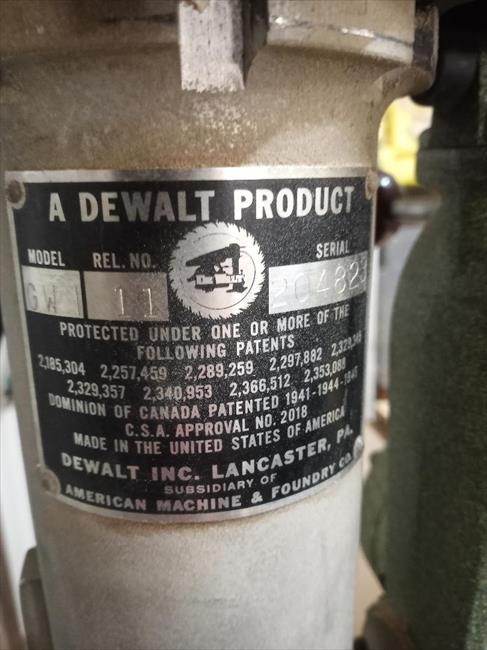 A DEWALT PRODUCT
MODEL REL. NO. SERIAL
GW I 11 204823
PROTECTED UNDER ONE OR MORE OF THE
FOLLOWING PATENTS
2,185,304 2,257,459 2,289,259 2,297,882
2,329,357 2,340,953 2,366,512 2,353,088
DOMINION OF CANADA PATENTED 1941-1944-1945
C.S.A. APPROVAL NO. 2018
MADE IN THE UNITED STATES OF AMERICA
DEWALT INC. LANCASTER, PA.
SUBSIDIARY OF
AMERICAN MACHINE & FOUNDRY CO.